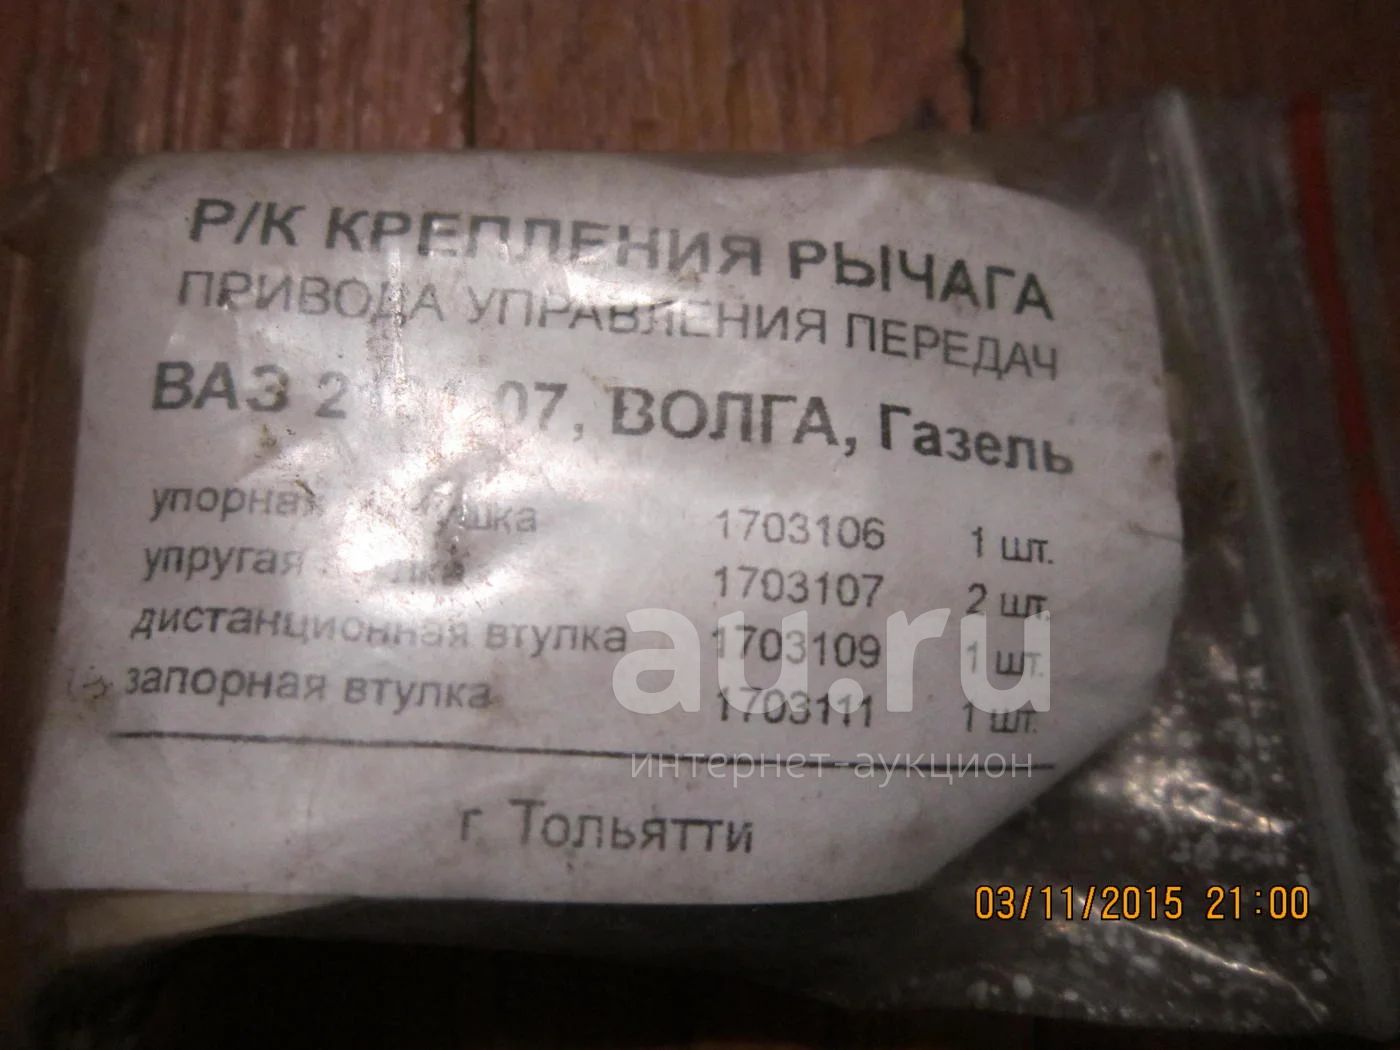 Р/К КРЕПЛЕНИЯ РЫЧАГА
ПРИВОДА УПРАВЛЕНИЯ ПЕРЕДАЧ
ВАЗ 07, ВОЛГА, Газель
упорная 1703106 1 шт.
упругая 1703107 2 шт.
дистанционная втулка 1703109 1 шт.
запорная втулка 1703111 1 шт.
au.ru
интернет-аукцион
г Тольятти
03/11/2015 21:00